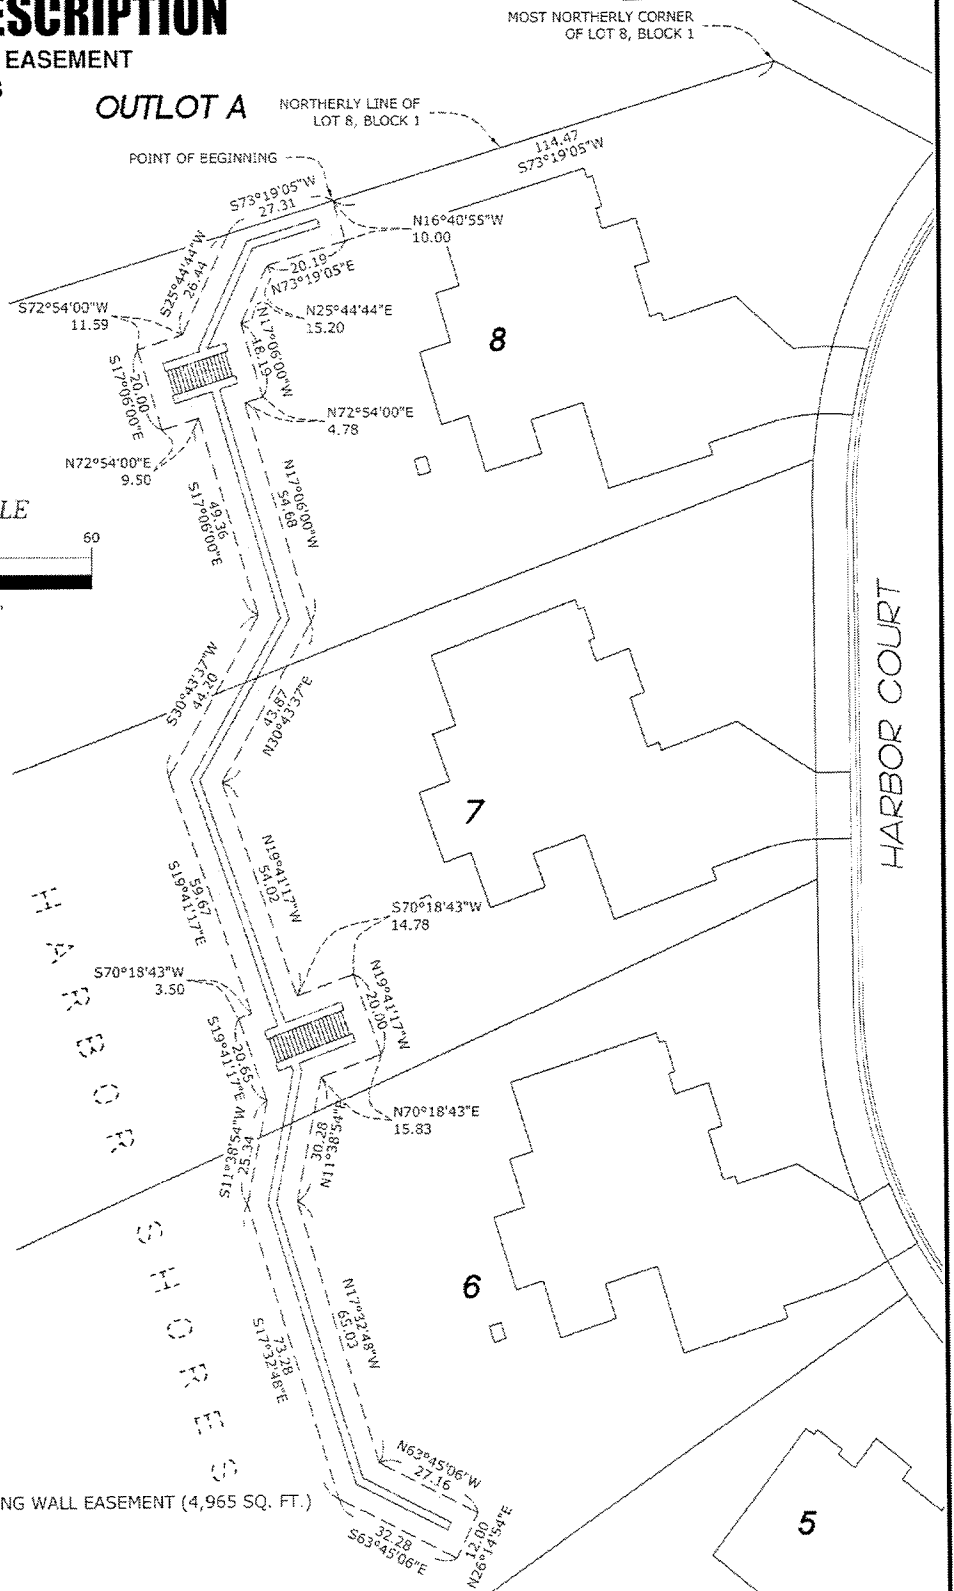 ESCRIPTION
EASEMENT
S
OUTLOT A
MOST NORTHERLY CORNER
OF LOT 8, BLOCK 1
NORTHERLY LINE OF
LOT 8, BLOCK 1
POINT OF BEGINNING
114.47
S73°19'05"W
S73°19'05"W
27.31
N16°40'55"W
10.00
20.19
N73°19'05"E
S25°44'44"W
26.44
N25°44'44"E
15.20
S72°54'00"W
11.59
N17°06'00"W
18.19
20.00
S17°06'00"E
N72°54'00"E
4.78
N72°54'00"E
9.50
8
49.36
S17°06'00"E
N17°06'00"W
54.68
LE
60
S30°43'37"W
44.20
43.87
N30°43'37"E
HARBOR COURT
7
59.67
S19°41'17"E
N19°41'17"W
54.02
S70°18'43"W
14.78
S70°18'43"W
3.50
N19°41'17"W
20.00
20.65
S19°41'17"E
N70°18'43"E
15.83
S11°38'54"W
25.34
30.28
N11°38'54"E
HARBOR
SHORES
6
N17°32'48"W
65.03
73.28
S17°32'48"E
N63°45'06"W
27.16
NG WALL EASEMENT (4,965 SQ. FT.)
32.28
S63°45'06"E
12.00
N26°14'54"E
5